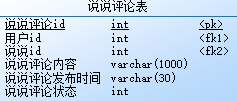 说说评论表
说说评论id int <pk>
用户id int <fk1>
说说id int <fk2>
说说评论内容 varchar(1000)
说说评论发布时间 varchar(30)
说说评论状态 int